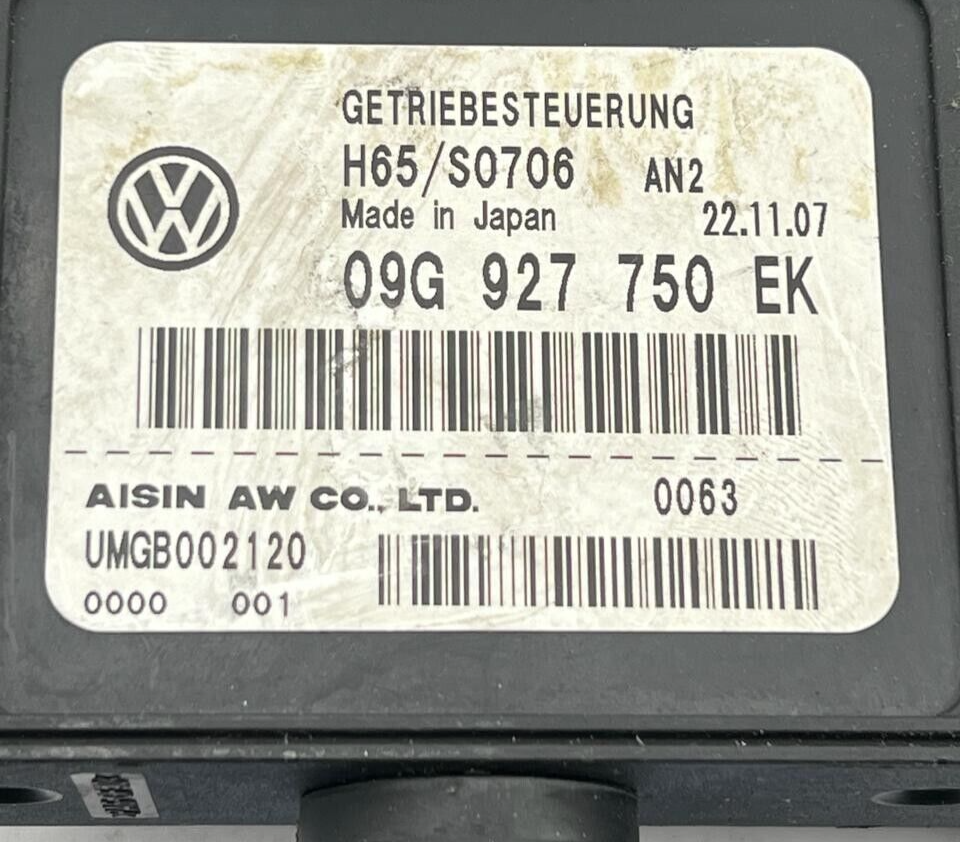 GETRIEBESTEUERUNG
H65/S0706 AN2
Made in Japan 22.11.07
09G 927 750 EK
AISIN AW CO., LTD. 0063
UMGB002120
0000 001